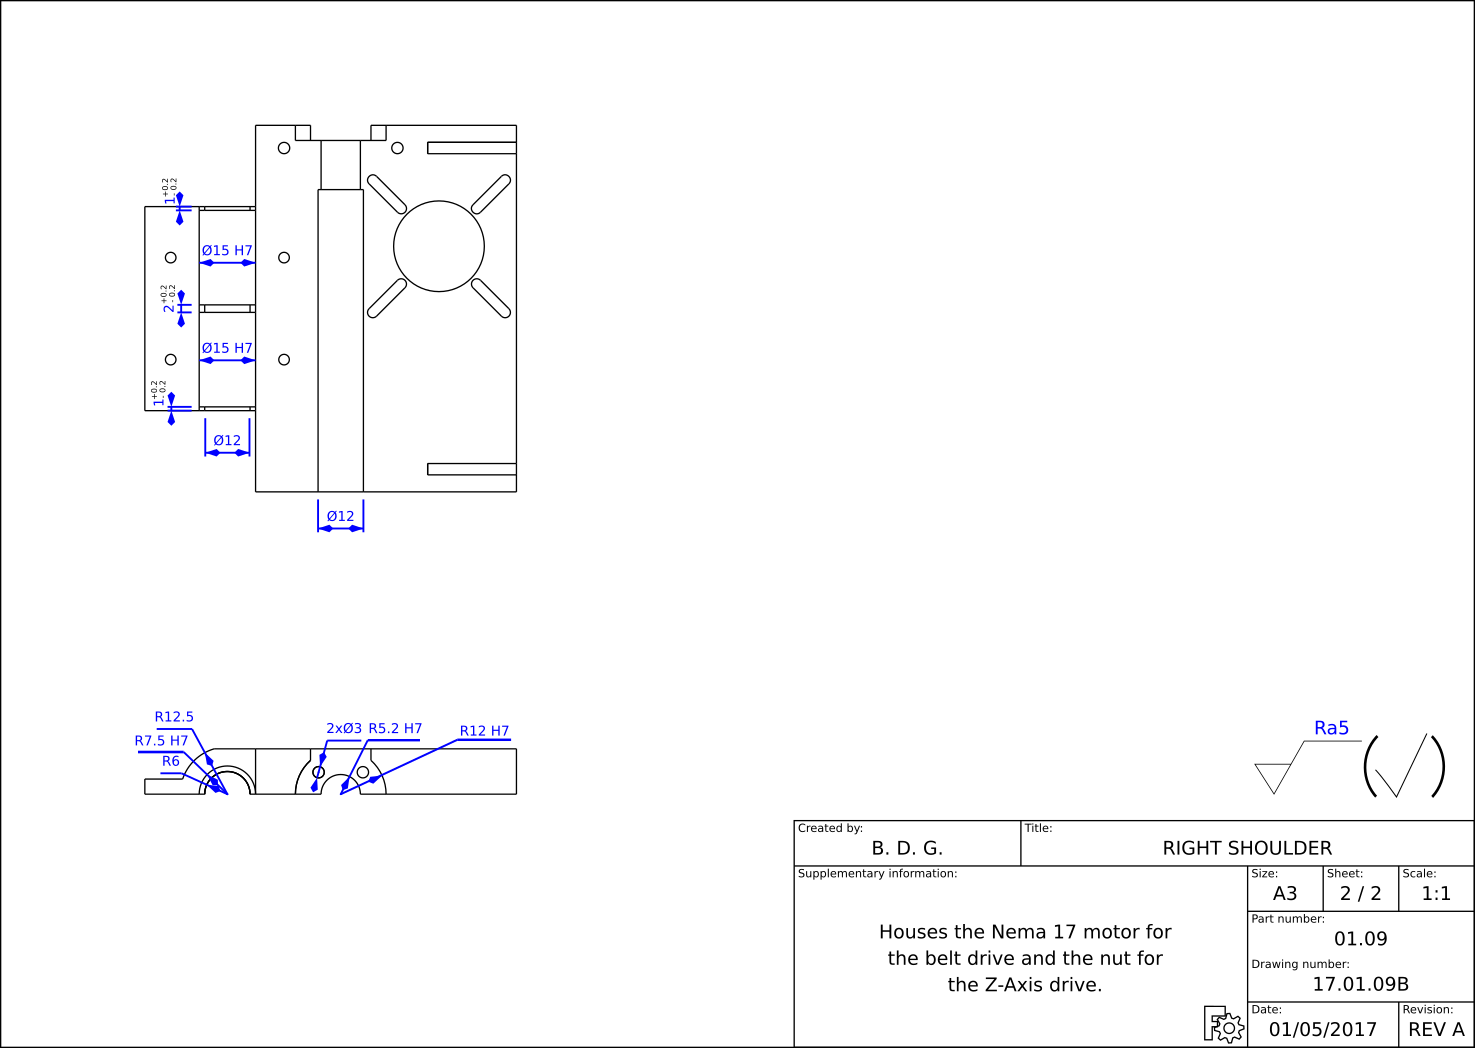 1+0.2
- 0.2
Ø15 H7
2+0.2
- 0.2
Ø15 H7
1+0.2
- 0.2
Ø12
Ø12
R12.5
R7.5 H7
R6
2xØ3
R5.2 H7
R12 H7
Ra5
Created by:
B. D. G.
Title:
RIGHT SHOULDER
Supplementary information:
Houses the Nema 17 motor for
the belt drive and the nut for
the Z-Axis drive.
Size:
A3
Sheet:
2 / 2
Scale:
1:1
Part number:
01.09
Drawing number:
17.01.09B
Date:
01/05/2017
Revision:
REV A